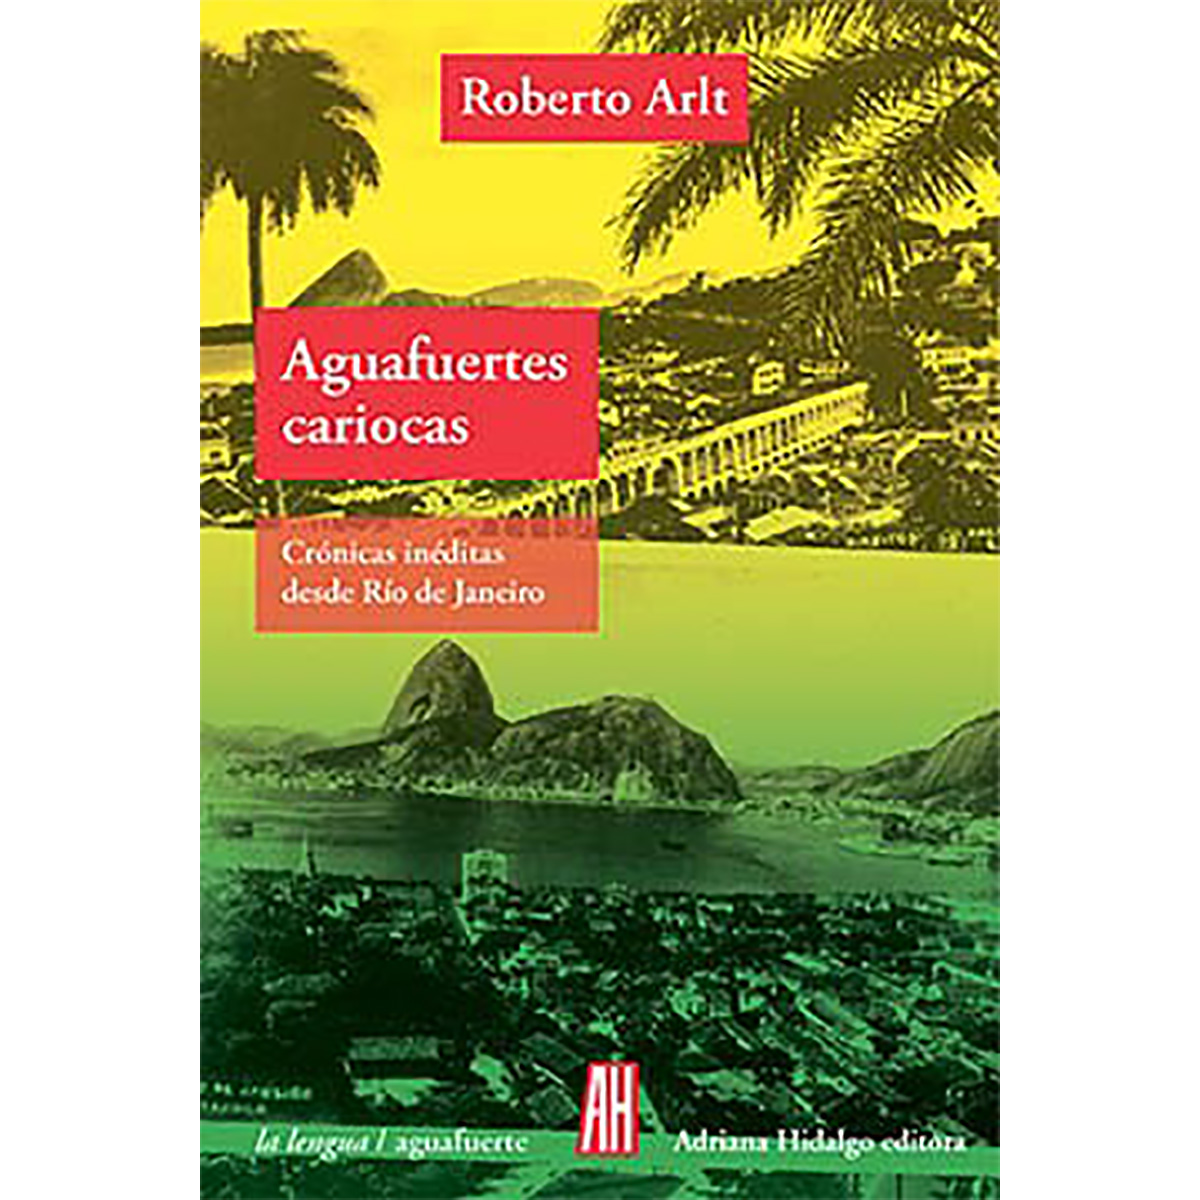 Roberto Arlt
Aguafuertes
cariocas
Crónicas inéditas
desde Río de Janeiro
AH
la lengua / aguafuerte
Adriana Hidalgo editora